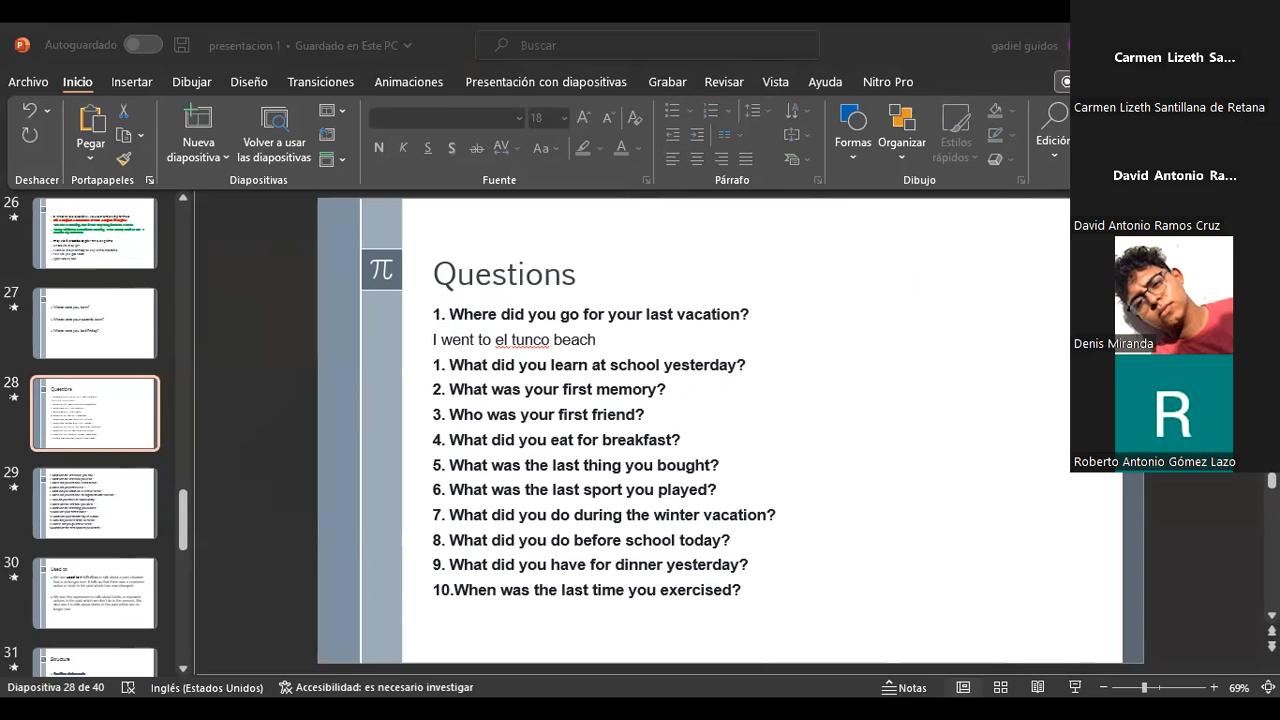 Autoguardado
presentacion 1 • Guardado en Este PC
Buscar
gadiel guidos
Archivo Inicio Insertar Dibujar Diseño Transiciones Animaciones Presentación con diapositivas Grabar Revisar Vista Ayuda Nitro Pro
Pegar
Nueva diapositiva
Volver a usar las diapositivas
18
Formas
Organizar
Estilos rápidos
Edición
Deshacer Portapapeles Diapositivas Fuente Párrafo Dibujo
26
27
28
29
30
31
Questions
1. Where did you go for your last vacation?
I went to el tunco beach
1. What did you learn at school yesterday?
2. What was your first memory?
3. Who was your first friend?
4. What did you eat for breakfast?
5. What was the last thing you bought?
6. What was the last sport you played?
7. What did you do during the winter vacation?
8. What did you do before school today?
9. What did you have for dinner yesterday?
10.When was the last time you exercised?
Carmen Lizeth Sa...
Carmen Lizeth Santillana de Retana
David Antonio Ra...
David Antonio Ramos Cruz
Denis Miranda
R
Roberto Antonio Gómez Lazo
Diapositiva 28 de 40 Inglés (Estados Unidos) Accesibilidad: es necesario investigar Notas 69%